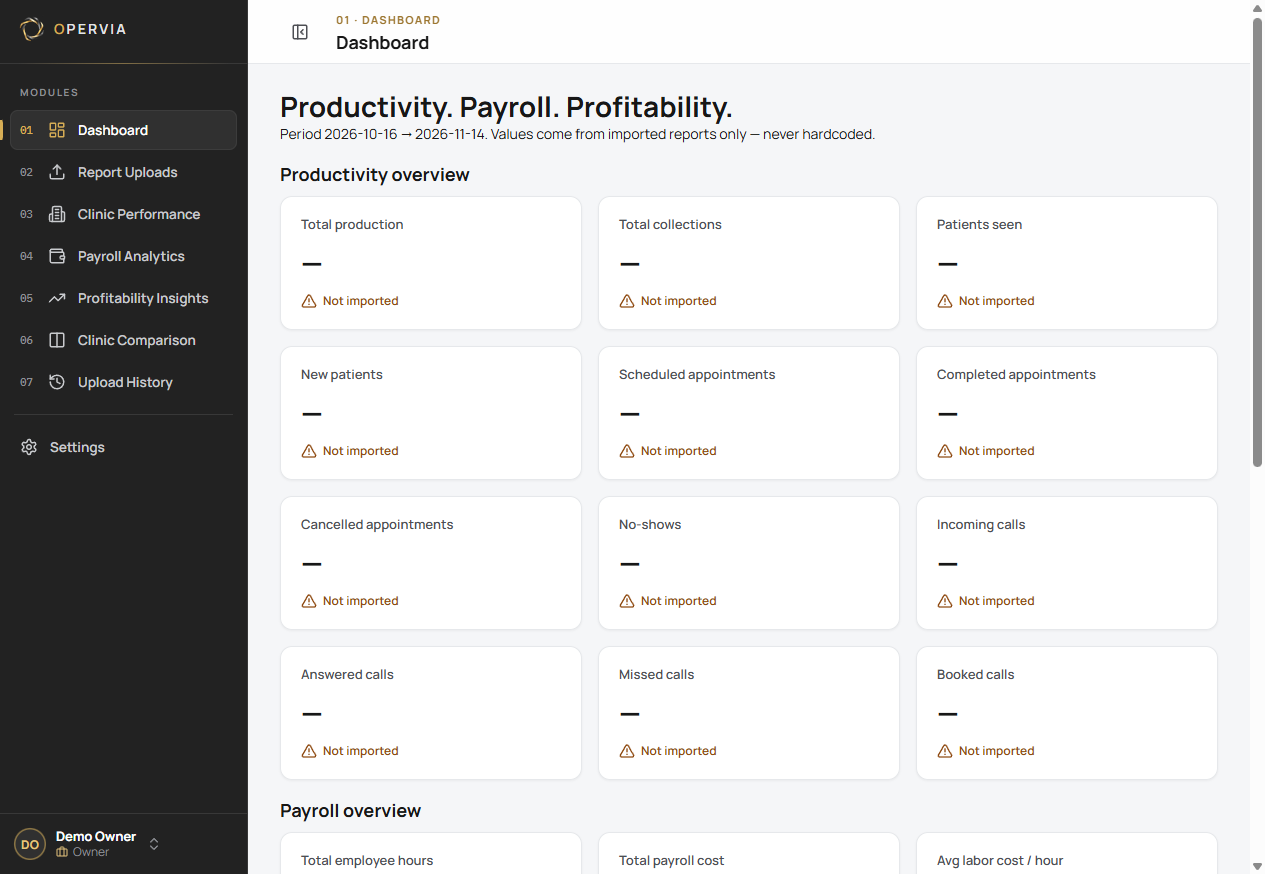 OPERVIA
MODULES
01 Dashboard
02 Report Uploads
03 Clinic Performance
04 Payroll Analytics
05 Profitability Insights
06 Clinic Comparison
07 Upload History
Settings
DO
Demo Owner
Owner
01 · DASHBOARD
Dashboard
Productivity. Payroll. Profitability.
Period 2026-10-16 → 2026-11-14. Values come from imported reports only — never hardcoded.
Productivity overview
Total production
—
Not imported
Total collections
—
Not imported
Patients seen
—
Not imported
New patients
—
Not imported
Scheduled appointments
—
Not imported
Completed appointments
—
Not imported
Cancelled appointments
—
Not imported
No-shows
—
Not imported
Incoming calls
—
Not imported
Answered calls
—
Not imported
Missed calls
—
Not imported
Booked calls
—
Not imported
Payroll overview
Total employee hours
Total payroll cost
Avg labor cost / hour